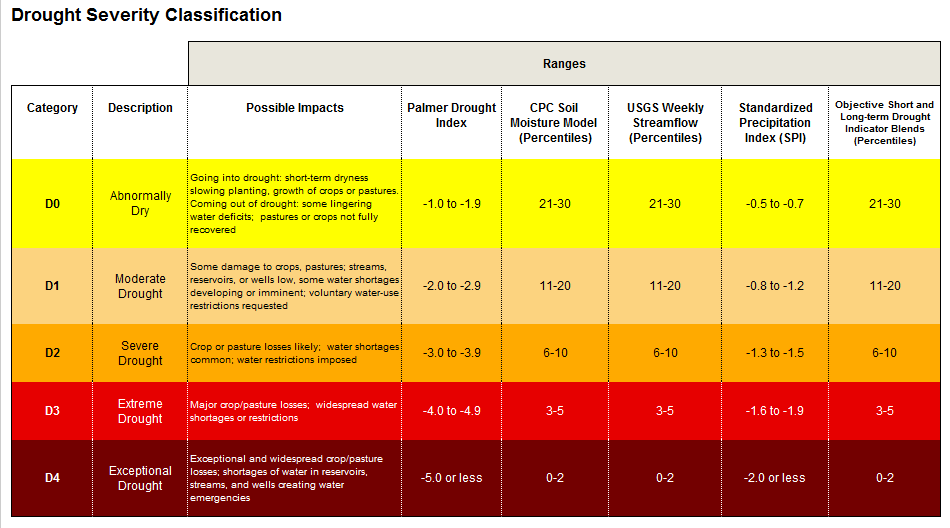 Drought Severity Classification
Ranges
Category
Description
Possible Impacts
Palmer Drought
Index
CPC Soil
Moisture Model
(Percentiles)
USGS Weekly
Streamflow
(Percentiles)
Standardized
Precipitation
Index (SPI)
Objective Short and
Long-term Drought
Indicator Blends
(Percentiles)
D0
Abnormally
Dry
Going into drought: short-term dryness
slowing planting, growth of crops or pastures.
Coming out of drought: some lingering
water deficits; pastures or crops not fully
recovered
-1.0 to -1.9
21-30
21-30
-0.5 to -0.7
21-30
D1
Moderate
Drought
Some damage to crops, pastures; streams,
reservoirs, or wells low, some water shortages
developing or imminent; voluntary water-use
restrictions requested
-2.0 to -2.9
11-20
11-20
-0.8 to -1.2
11-20
D2
Severe
Drought
Crop or pasture losses likely; water shortages
common; water restrictions imposed
-3.0 to -3.9
6-10
6-10
-1.3 to -1.5
6-10
D3
Extreme
Drought
Major crop/pasture losses; widespread water
shortages or restrictions
-4.0 to -4.9
3-5
3-5
-1.6 to -1.9
3-5
D4
Exceptional
Drought
Exceptional and widespread crop/pasture
losses; shortages of water in reservoirs,
streams, and wells creating water
emergencies
-5.0 or less
0-2
0-2
-2.0 or less
0-2